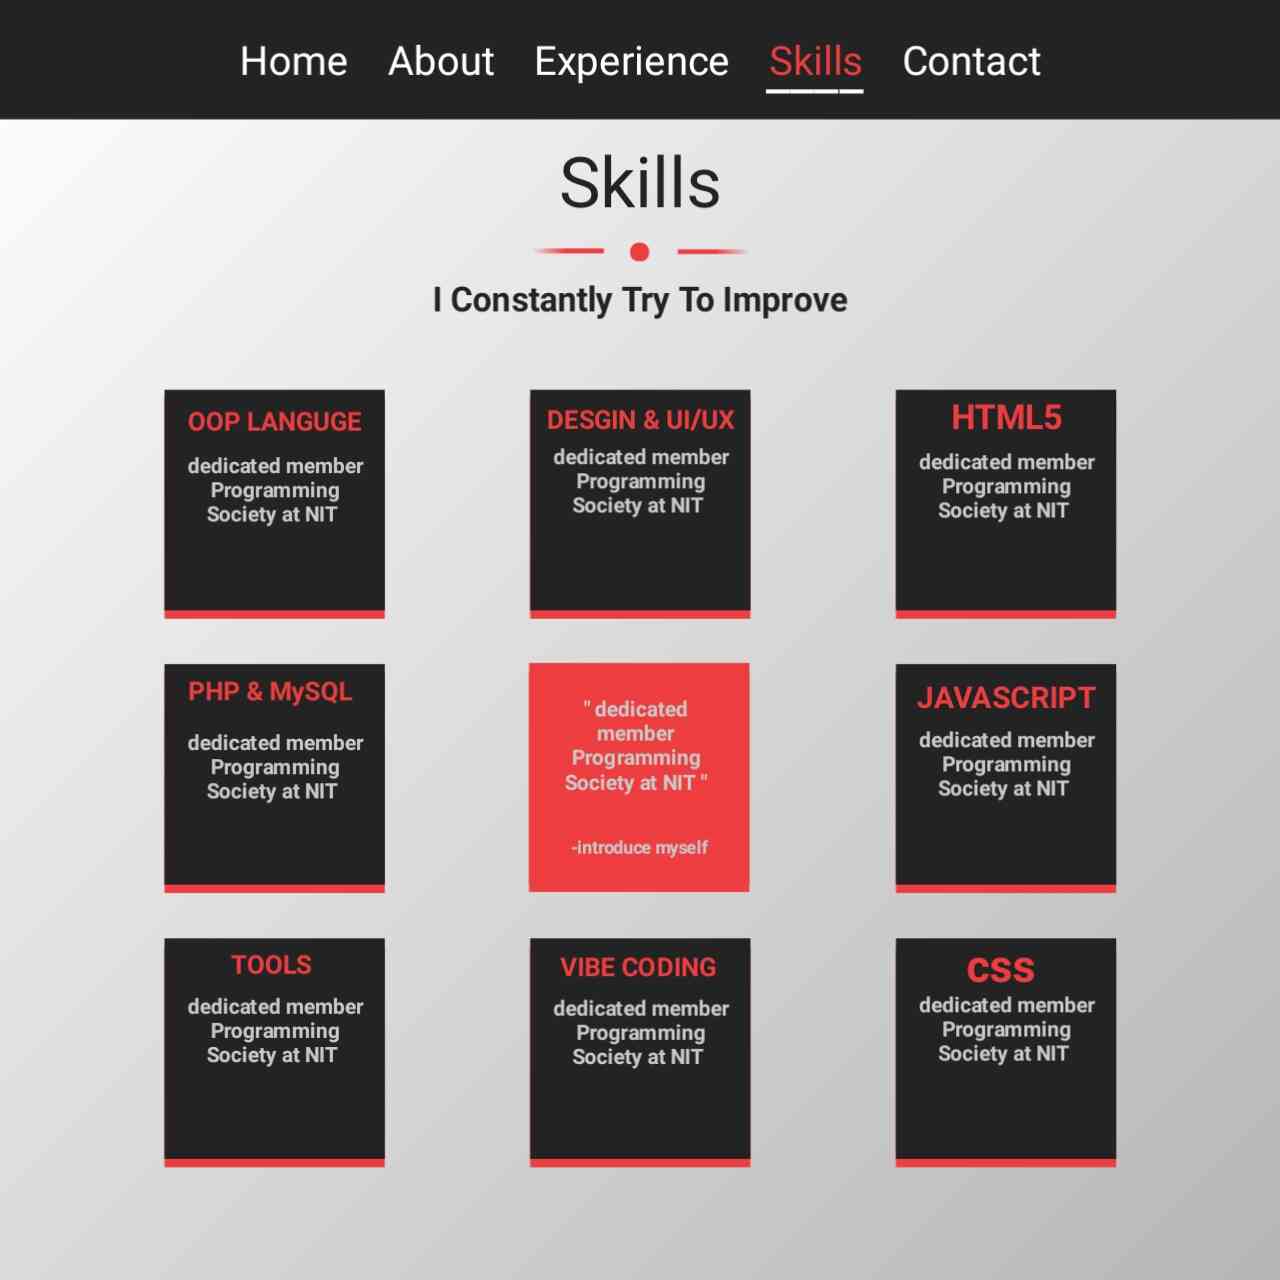 Home About Experience Skills Contact
Skills
I Constantly Try To Improve
OOP LANGUGE
dedicated member
Programming
Society at NIT
DESGIN & UI/UX
dedicated member
Programming
Society at NIT
HTML5
dedicated member
Programming
Society at NIT
PHP & MySQL
dedicated member
Programming
Society at NIT
" dedicated
member
Programming
Society at NIT "
-introduce myself
JAVASCRIPT
dedicated member
Programming
Society at NIT
TOOLS
dedicated member
Programming
Society at NIT
VIBE CODING
dedicated member
Programming
Society at NIT
CSS
dedicated member
Programming
Society at NIT